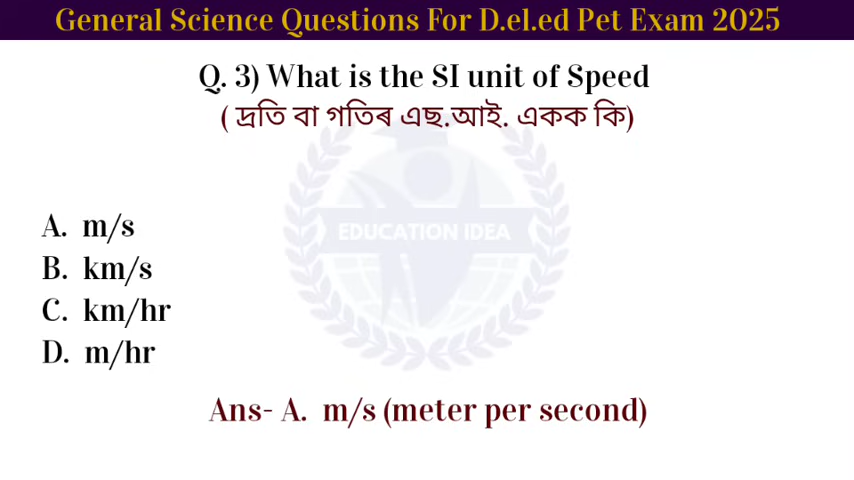 General Science Questions For D.el.ed Pet Exam 2025
Q. 3) What is the SI unit of Speed
( দ্ৰতি বা গতিৰ এছ.আই. একক কি)
EDUCATION IDEA
A. m/s
B. km/s
C. km/hr
D. m/hr
Ans- A. m/s (meter per second)